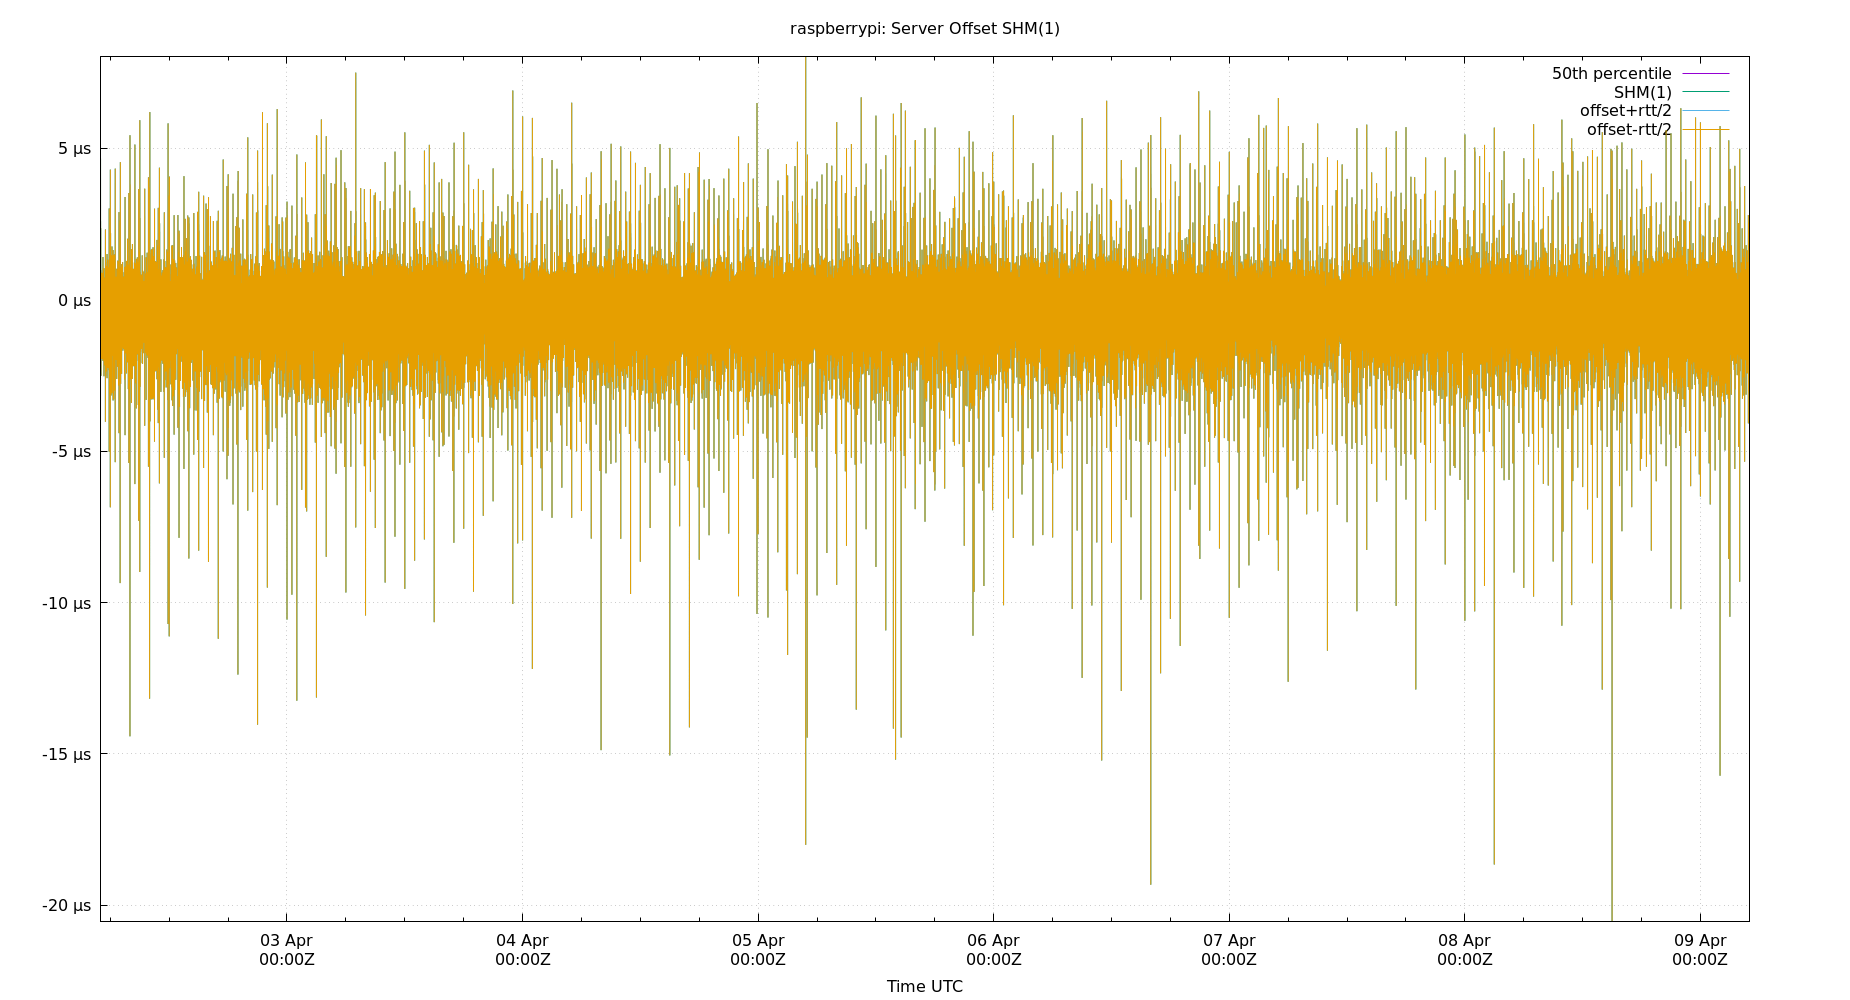 raspberrypi: Server Offset SHM(1)
50th percentile
SHM(1)
offset+rtt/2
offset-rtt/2
5 µs
0 µs
-5 µs
-10 µs
-15 µs
-20 µs
03 Apr 04 Apr 05 Apr 06 Apr 07 Apr 08 Apr 09 Apr
00:00Z 00:00Z 00:00Z 00:00Z 00:00Z 00:00Z 00:00Z
Time UTC